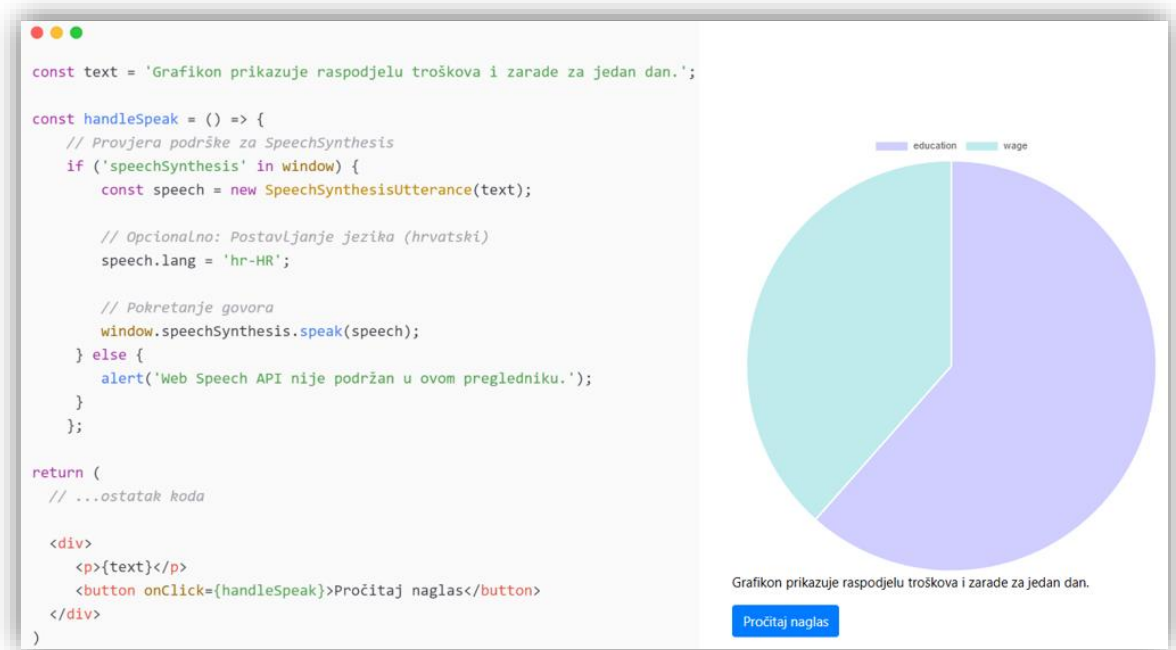 const text = 'Grafikon prikazuje raspodjelu troškova i zarade za jedan dan.';
const handleSpeak = () => {
// Provjera podrške za SpeechSynthesis
if ('speechSynthesis' in window) {
const speech = new SpeechSynthesisUtterance(text);
// Opcionalno: Postavljanje jezika (hrvatski)
speech.lang = 'hr-HR';
// Pokretanje govora
window.speechSynthesis.speak(speech);
} else {
alert('Web Speech API nije podržan u ovom pregledniku.');
}
};
return (
// ...ostatak koda
<div>
<p>{text}</p>
<button onClick={handleSpeak}>Pročitaj naglas</button>
</div>
)
education wage
Grafikon prikazuje raspodjelu troškova i zarade za jedan dan.
Pročitaj naglas